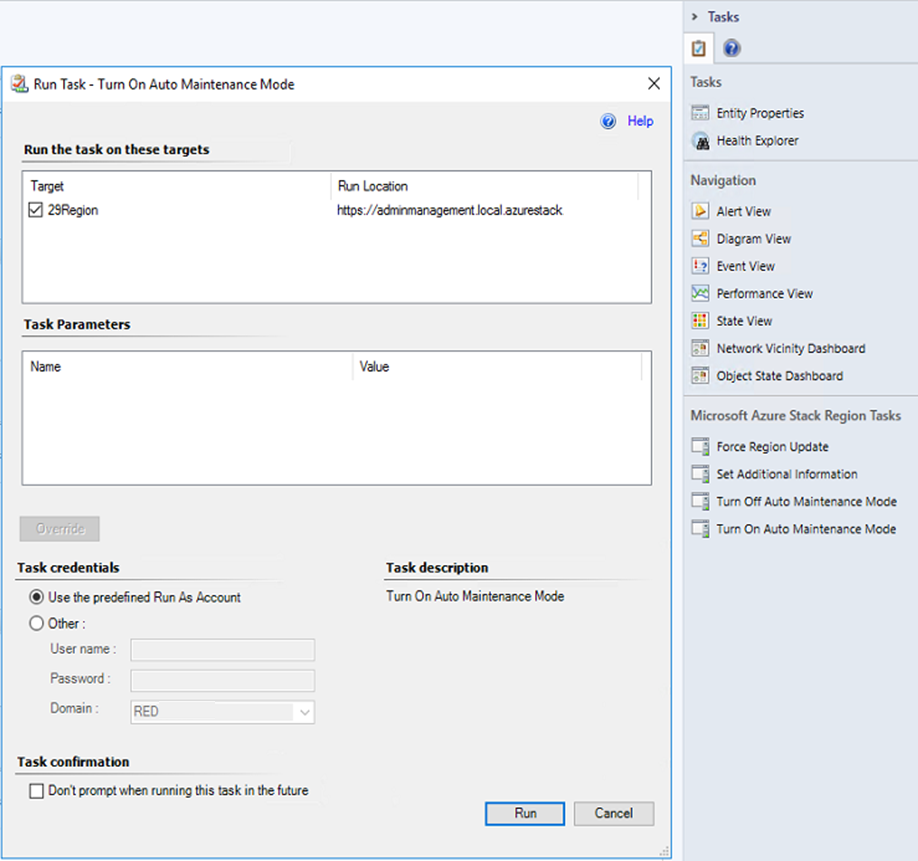 Run Task - Turn On Auto Maintenance Mode
Help
Run the task on these targets
Target Run Location
29Region https://adminmanagement.local.azurestack
Task Parameters
Name Value
Override
Task credentials
Use the predefined Run As Account
Other :
User name :
Password :
Domain : RED
Task description
Turn On Auto Maintenance Mode
Task confirmation
Don't prompt when running this task in the future
Run Cancel
Tasks
Tasks
Entity Properties
Health Explorer
Navigation
Alert View
Diagram View
Event View
Performance View
State View
Network Vicinity Dashboard
Object State Dashboard
Microsoft Azure Stack Region Tasks
Force Region Update
Set Additional Information
Turn Off Auto Maintenance Mode
Turn On Auto Maintenance Mode